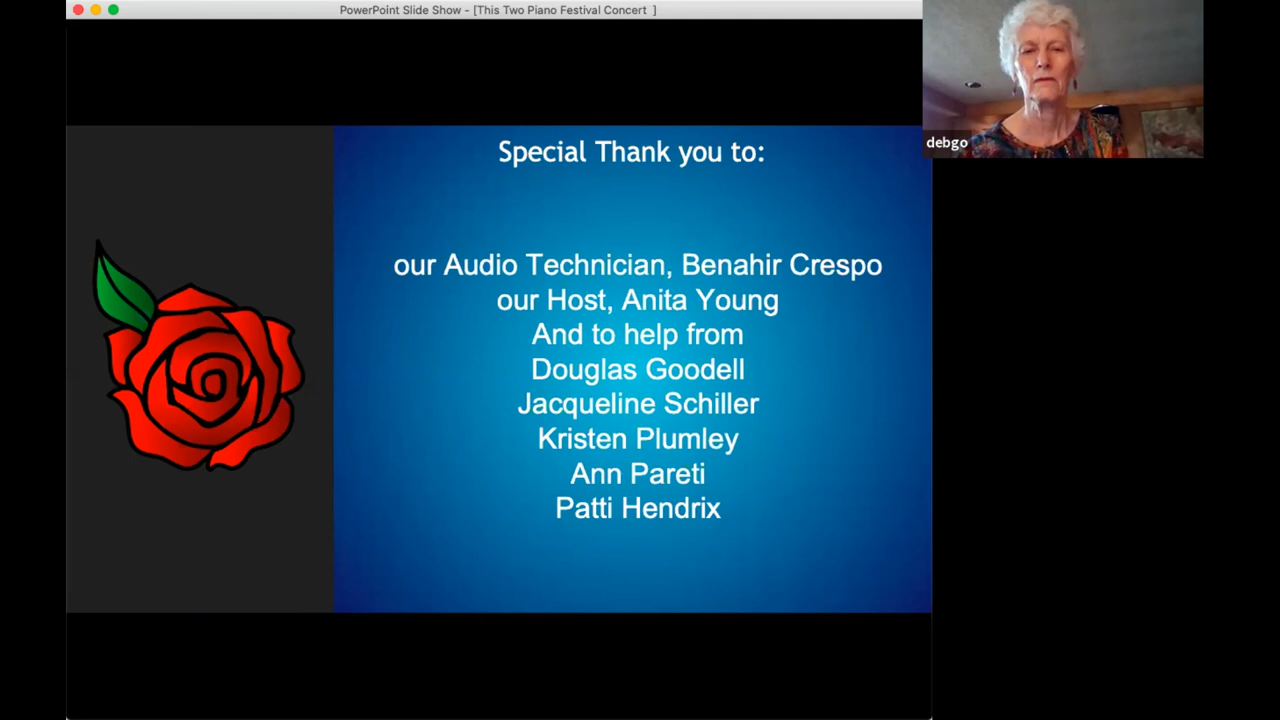 PowerPoint Slide Show - [This Two Piano Festival Concert ]
debgo
Special Thank you to:
our Audio Technician, Benahir Crespo
our Host, Anita Young
And to help from
Douglas Goodell
Jacqueline Schiller
Kristen Plumley
Ann Pareti
Patti Hendrix